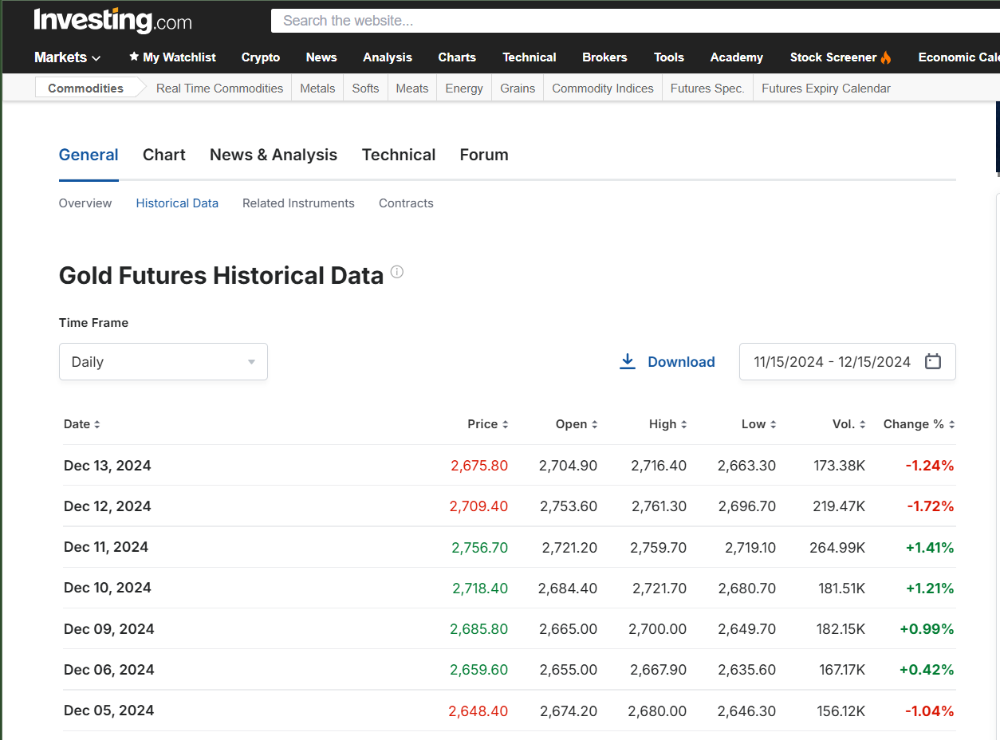 Investing.com Search the website...
Markets My Watchlist Crypto News Analysis Charts Technical Brokers Tools Academy Stock Screener Economic
Commodities Real Time Commodities Metals Softs Meats Energy Grains Commodity Indices Futures Spec. Futures Expiry Calendar
General Chart News & Analysis Technical Forum
Overview Historical Data Related Instruments Contracts
Gold Futures Historical Data
Time Frame
Daily Download 11/15/2024 - 12/15/2024
Date Price Open High Low Vol. Change %
Dec 13, 2024 2,675.80 2,704.90 2,716.40 2,663.30 173.38K -1.24%
Dec 12, 2024 2,709.40 2,753.60 2,761.30 2,696.70 219.47K -1.72%
Dec 11, 2024 2,756.70 2,721.20 2,759.70 2,719.10 264.99K +1.41%
Dec 10, 2024 2,718.40 2,684.40 2,721.70 2,680.70 181.51K +1.21%
Dec 09, 2024 2,685.80 2,665.00 2,700.00 2,649.70 182.15K +0.99%
Dec 06, 2024 2,659.60 2,655.00 2,667.90 2,635.60 167.17K +0.42%
Dec 05, 2024 2,648.40 2,674.20 2,680.00 2,646.30 156.12K -1.04%